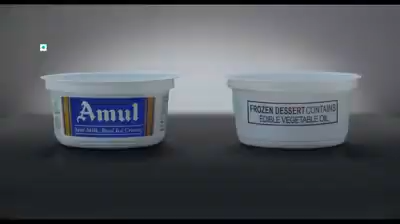 Amul
Real Milk. Real Ice Cream.
FROZEN DESSERT CONTAINS
EDIBLE VEGETABLE OIL